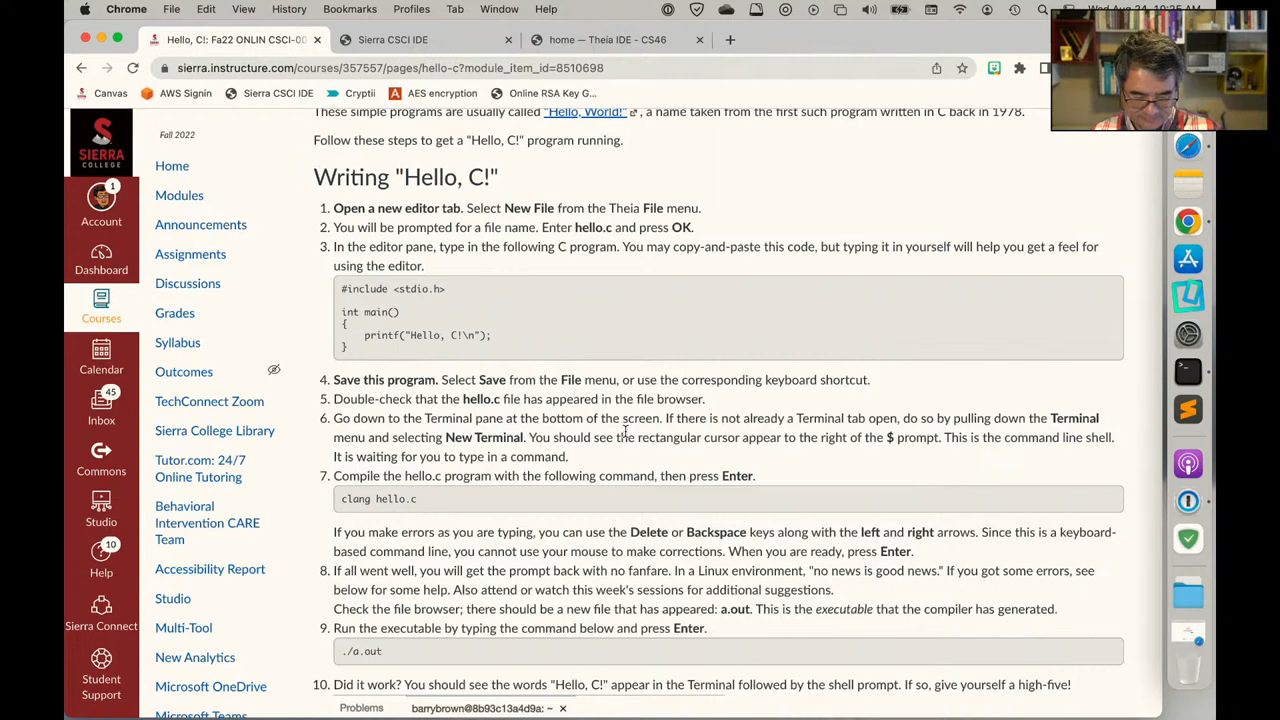 Chrome File Edit View History Bookmarks Profiles Tab Window Help
Hello, C!: Fa22 ONLIN CSCI-00
Sierra CSCI IDE
home — Theia IDE - CS46
sierra.instructure.com/courses/357557/pages/hello-c?module_item_id=8510698
Canvas AWS Signin Sierra CSCI IDE Cryptii AES encryption Online RSA Key G...
SIERRA
COLLEGE
1
Account
Dashboard
Courses
Calendar
45
Inbox
Commons
Studio
10
Help
Sierra Connect
Student
Support
Fall 2022
Home
Modules
Announcements
Assignments
Discussions
Grades
Syllabus
Outcomes
TechConnect Zoom
Sierra College Library
Tutor.com: 24/7
Online Tutoring
Behavioral
Intervention CARE
Team
Accessibility Report
Studio
Multi-Tool
New Analytics
Microsoft OneDrive
Microsoft Teams
These simple programs are usually called "Hello, World!" , a name taken from the first such program written in C back in 1978.
Follow these steps to get a "Hello, C!" program running.
Writing "Hello, C!"
1. Open a new editor tab. Select New File from the Theia File menu.
2. You will be prompted for a file name. Enter hello.c and press OK.
3. In the editor pane, type in the following C program. You may copy-and-paste this code, but typing it in yourself will help you get a feel for
using the editor.
#include <stdio.h>
int main()
{
printf("Hello, C!\n");
}
4. Save this program. Select Save from the File menu, or use the corresponding keyboard shortcut.
5. Double-check that the hello.c file has appeared in the file browser.
6. Go down to the Terminal pane at the bottom of the screen. If there is not already a Terminal tab open, do so by pulling down the Terminal
menu and selecting New Terminal. You should see the rectangular cursor appear to the right of the $ prompt. This is the command line shell.
It is waiting for you to type in a command.
7. Compile the hello.c program with the following command, then press Enter.
clang hello.c
If you make errors as you are typing, you can use the Delete or Backspace keys along with the left and right arrows. Since this is a keyboard-
based command line, you cannot use your mouse to make corrections. When you are ready, press Enter.
8. If all went well, you will get the prompt back with no fanfare. In a Linux environment, "no news is good news." If you got some errors, see
below for some help. Also attend or watch this week's sessions for additional suggestions.
Check the file browser; there should be a new file that has appeared: a.out. This is the executable that the compiler has generated.
9. Run the executable by typing the command below and press Enter.
./a.out
10. Did it work? You should see the words "Hello, C!" appear in the Terminal followed by the shell prompt. If so, give yourself a high-five!
Problems barrybrown@8b93c13a4d9a: ~